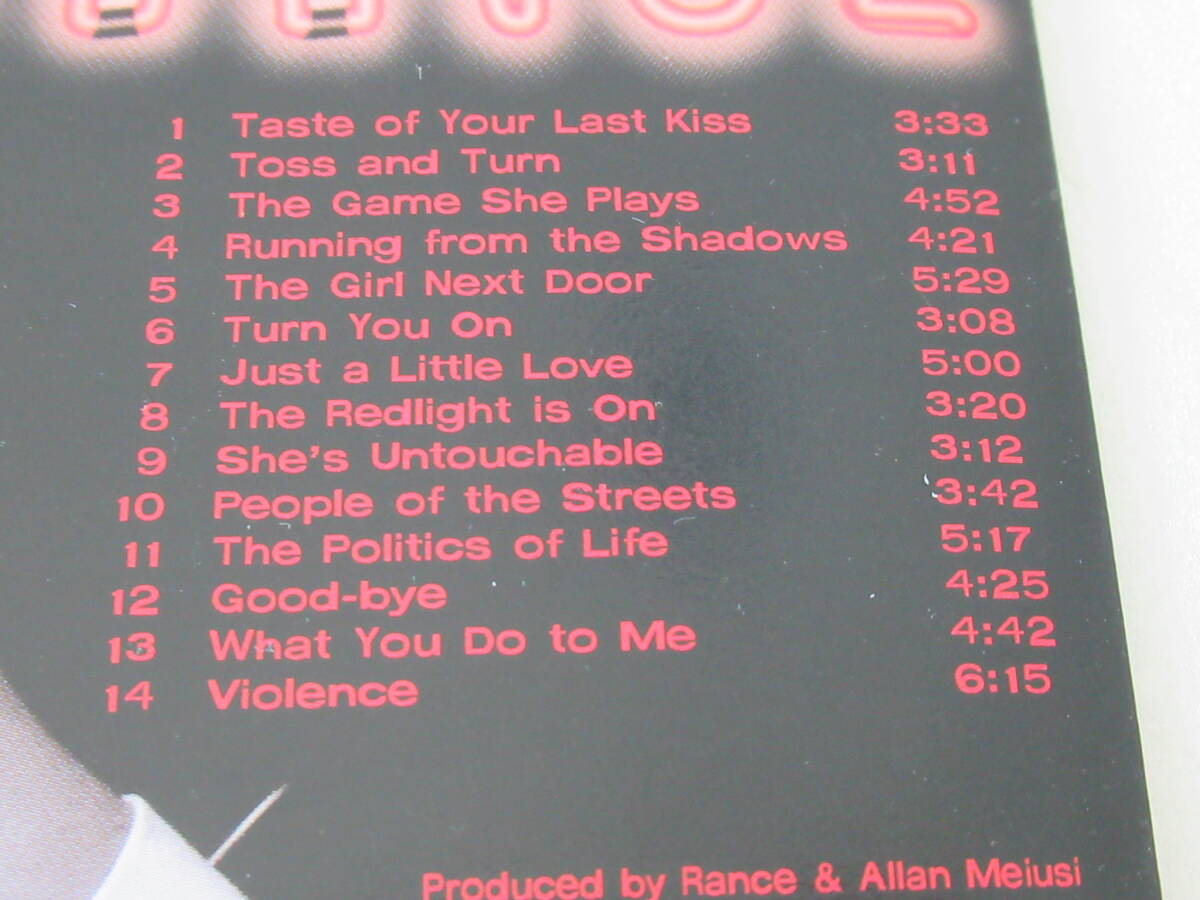 1 Taste of Your Last Kiss 3:33
2 Toss and Turn 3:11
3 The Game She Plays 4:52
4 Running from the Shadows 4:21
5 The Girl Next Door 5:29
6 Turn You On 3:08
7 Just a Little Love 5:00
8 The Redlight is On 3:20
9 She's Untouchable 3:12
10 People of the Streets 3:42
11 The Politics of Life 5:17
12 Good-bye 4:25
13 What You Do to Me 4:42
14 Violence 6:15
Produced by Rance & Allan Meiusi